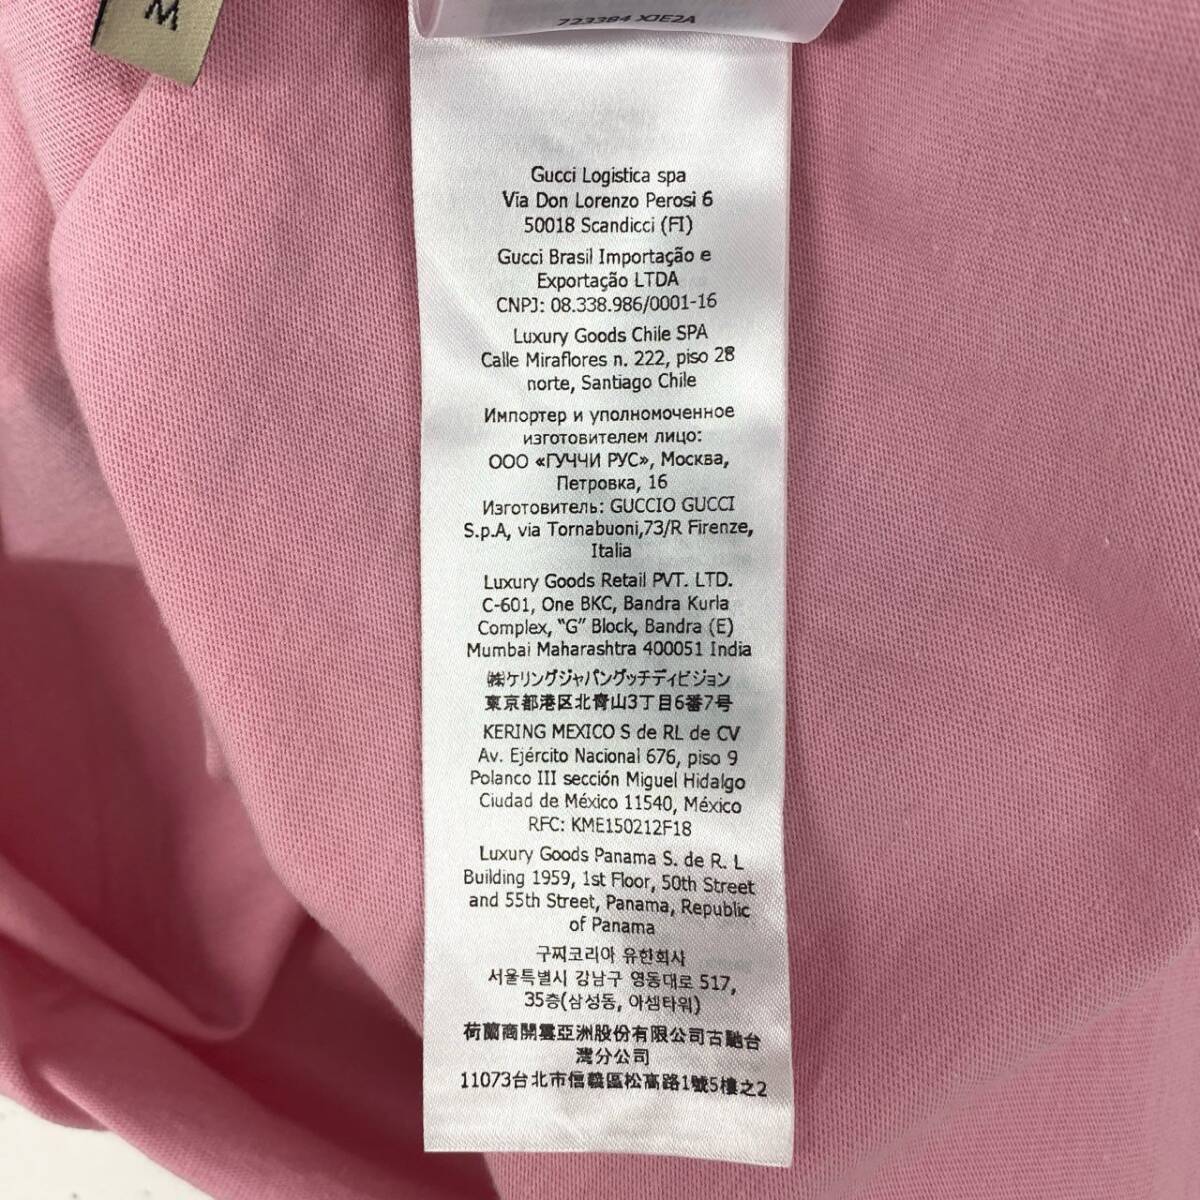 M
723384 XJE2A
Gucci Logistica spa
Via Don Lorenzo Perosi 6
50018 Scandicci (FI)
Gucci Brasil Importação e
Exportação LTDA
CNPJ: 08.338.986/0001-16
Luxury Goods Chile SPA
Calle Miraflores n. 222, piso 28
norte, Santiago Chile
Импортер и уполномоченное
изготовителем лицо:
ООО «ГУЧЧИ РУС», Москва,
Петровка, 16
Изготовитель: GUCCIO GUCCI
S.p.A, via Tornabuoni,73/R Firenze,
Italia
Luxury Goods Retail PVT. LTD.
C-601, One BKC, Bandra Kurla
Complex, “G” Block, Bandra (E)
Mumbai Maharashtra 400051 India
㈱ケリングジャパングッチディビジョン
東京都港区北青山3丁目6番7号
KERING MEXICO S de RL de CV
Av. Ejército Nacional 676, piso 9
Polanco III sección Miguel Hidalgo
Ciudad de México 11540, México
RFC: KME150212F18
Luxury Goods Panama S. de R. L
Building 1959, 1st Floor, 50th Street
and 55th Street, Panama, Republic
of Panama
구찌코리아 유한회사
서울특별시 강남구 영동대로 517,
35층(삼성동, 아셈타워)
荷蘭商開雲亞洲股份有限公司古馳台
灣分公司
11073台北市信義區松高路1號5樓之2